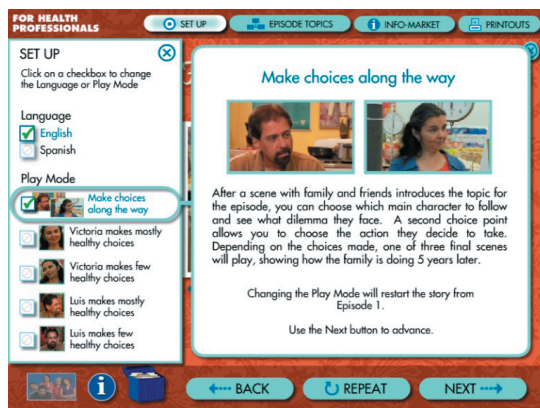 FOR HEALTH
PROFESSIONALS
SET UP
EPISODE TOPICS
INFO-MARKET
PRINTOUTS
SET UP
Click on a checkbox to change
the Language or Play Mode
Language
English
Spanish
Play Mode
Make choices
along the way
Victoria makes mostly
healthy choices
Victoria makes few
healthy choices
Luis makes mostly
healthy choices
Luis makes few
healthy choices
Make choices along the way
After a scene with family and friends introduces the topic for
the episode, you can choose which main character to follow
and see what dilemma they face. A second choice point
allows you to choose the action they decide to take.
Depending on the choices made, one of three final scenes
will play, showing how the family is doing 5 years later.
Changing the Play Mode will restart the story from
Episode 1.
Use the Next button to advance.
BACK
REPEAT
NEXT